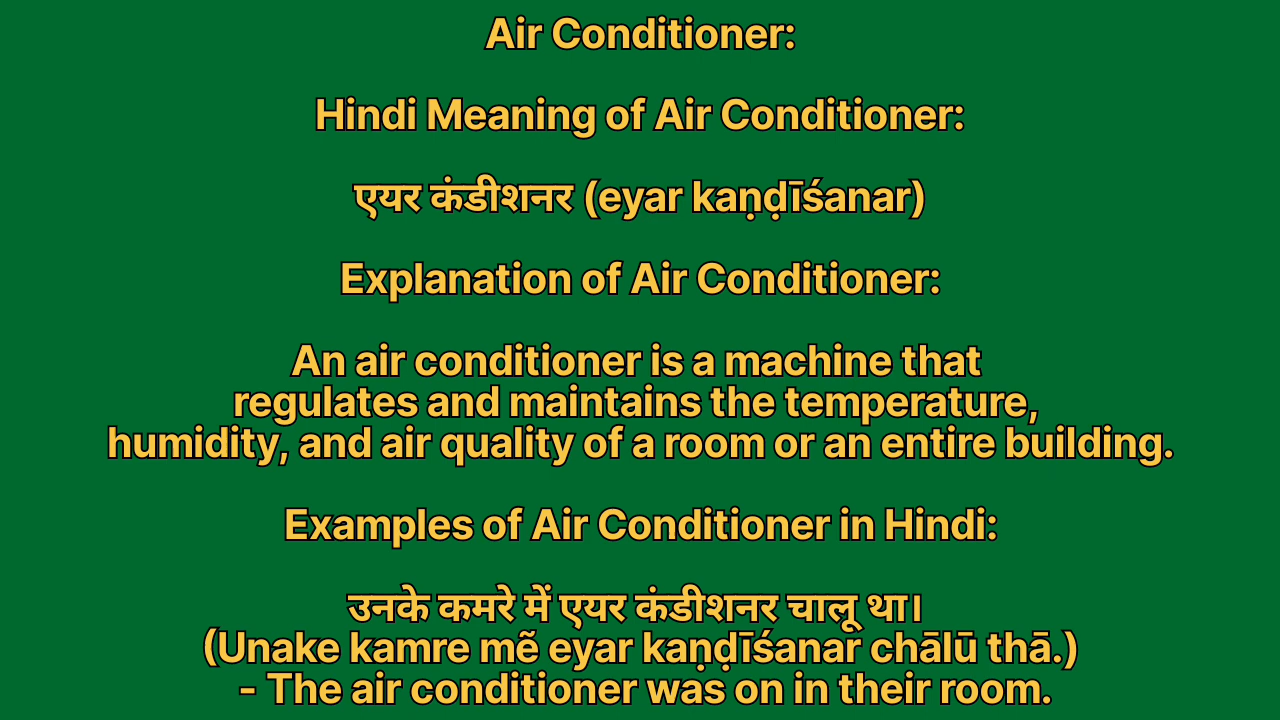 Air Conditioner:
Hindi Meaning of Air Conditioner:
एयर कंडीशनर (eyar kaṇḍīśanar)
Explanation of Air Conditioner:
An air conditioner is a machine that
regulates and maintains the temperature,
humidity, and air quality of a room or an entire building.
Examples of Air Conditioner in Hindi:
उनके कमरे में एयर कंडीशनर चालू था।
(Unake kamre mẽ eyar kaṇḍīśanar chālū thā.)
- The air conditioner was on in their room.